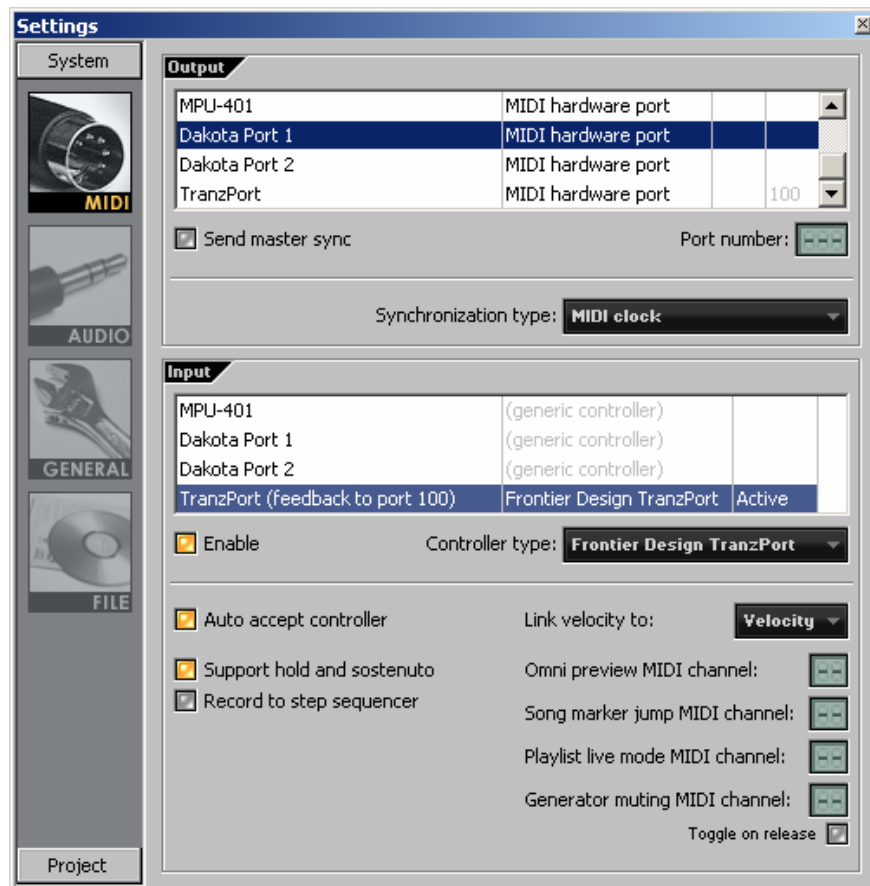 Settings
System
MIDI
AUDIO
GENERAL
FILE
Project
Output
MPU-401 MIDI hardware port
Dakota Port 1 MIDI hardware port
Dakota Port 2 MIDI hardware port
TranzPort MIDI hardware port 100
Send master sync Port number: ---
Synchronization type: MIDI clock
Input
MPU-401 (generic controller)
Dakota Port 1 (generic controller)
Dakota Port 2 (generic controller)
TranzPort (feedback to port 100) Frontier Design TranzPort Active
Enable Controller type: Frontier Design TranzPort
Auto accept controller Link velocity to: Velocity
Support hold and sostenuto Omni preview MIDI channel: --
Record to step sequencer Song marker jump MIDI channel: --
Playlist live mode MIDI channel: --
Generator muting MIDI channel: --
Toggle on release